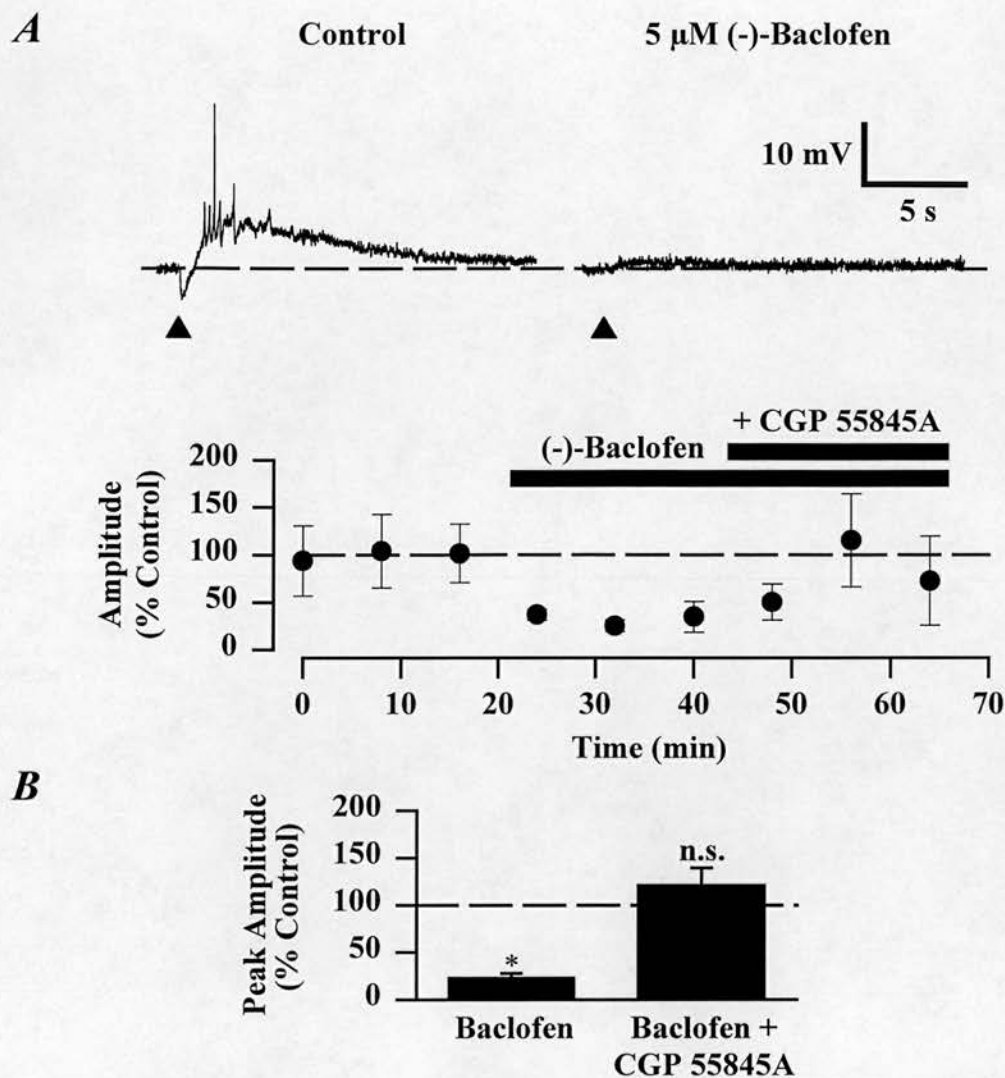 A
Control
5 μM (-)-Baclofen
10 mV
5 s
+ CGP 55845A
(-)-Baclofen
Amplitude
(% Control)
200
150
100
50
0
0 10 20 30 40 50 60 70
Time (min)
B
Peak Amplitude
(% Control)
200
150
100
50
0
*
n.s.
Baclofen
Baclofen +
CGP 55845A